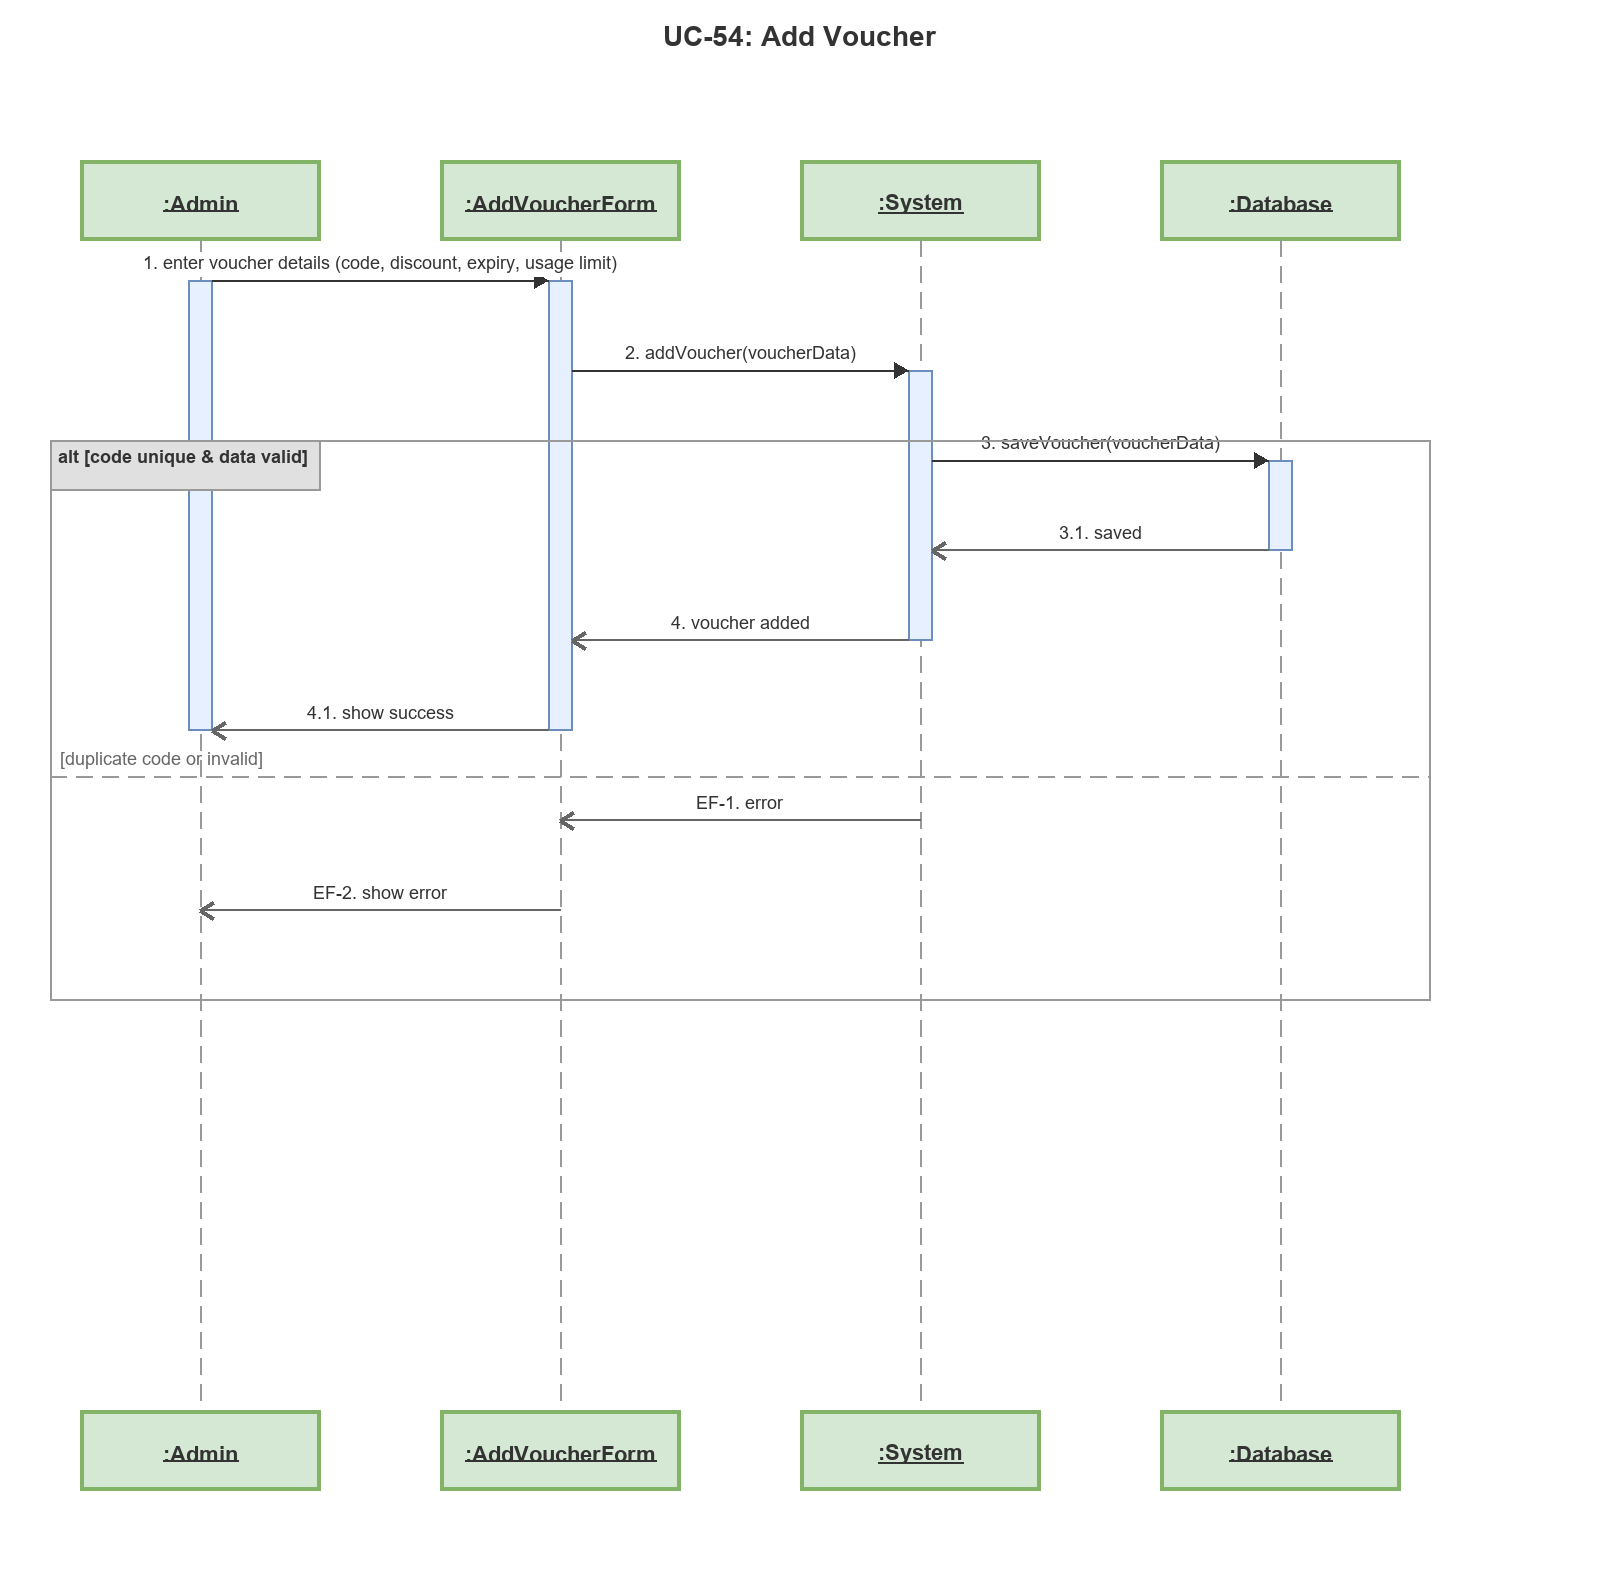 UC-54: Add Voucher
:Admin
:AddVoucherForm
:System
:Database
1. enter voucher details (code, discount, expiry, usage limit)
2. addVoucher(voucherData)
3. saveVoucher(voucherData)
alt [code unique & data valid]
3.1. saved
4. voucher added
4.1. show success
[duplicate code or invalid]
EF-1. error
EF-2. show error
:Admin
:AddVoucherForm
:System
:Database